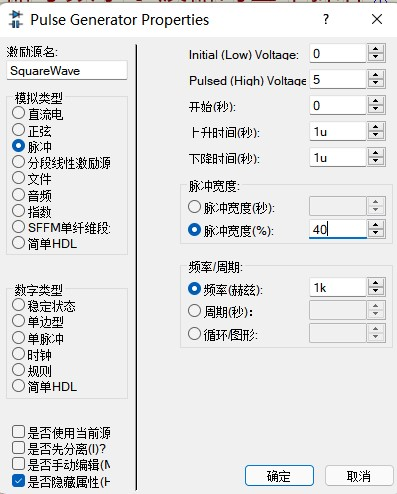 Pulse Generator Properties
?
×
激励源名:
SquareWave
模拟类型
直流电
正弦
脉冲
分段线性激励源
文件
音频
指数
SFFM单纤维段
简单HDL
数字类型
稳定状态
单边型
单脉冲
时钟
规则
简单HDL
是否使用当前源
是否先分离(I)?
是否手动编辑(M
是否隐藏属性(H
Initial (Low) Voltage: 0
Pulsed (High) Voltage 5
开始(秒): 0
上升时间(秒): 1u
下降时间(秒): 1u
脉冲宽度:
脉冲宽度(秒):
脉冲宽度(%): 40
频率/周期:
频率(赫兹): 1k
周期(秒):
循环/图形:
确定
取消